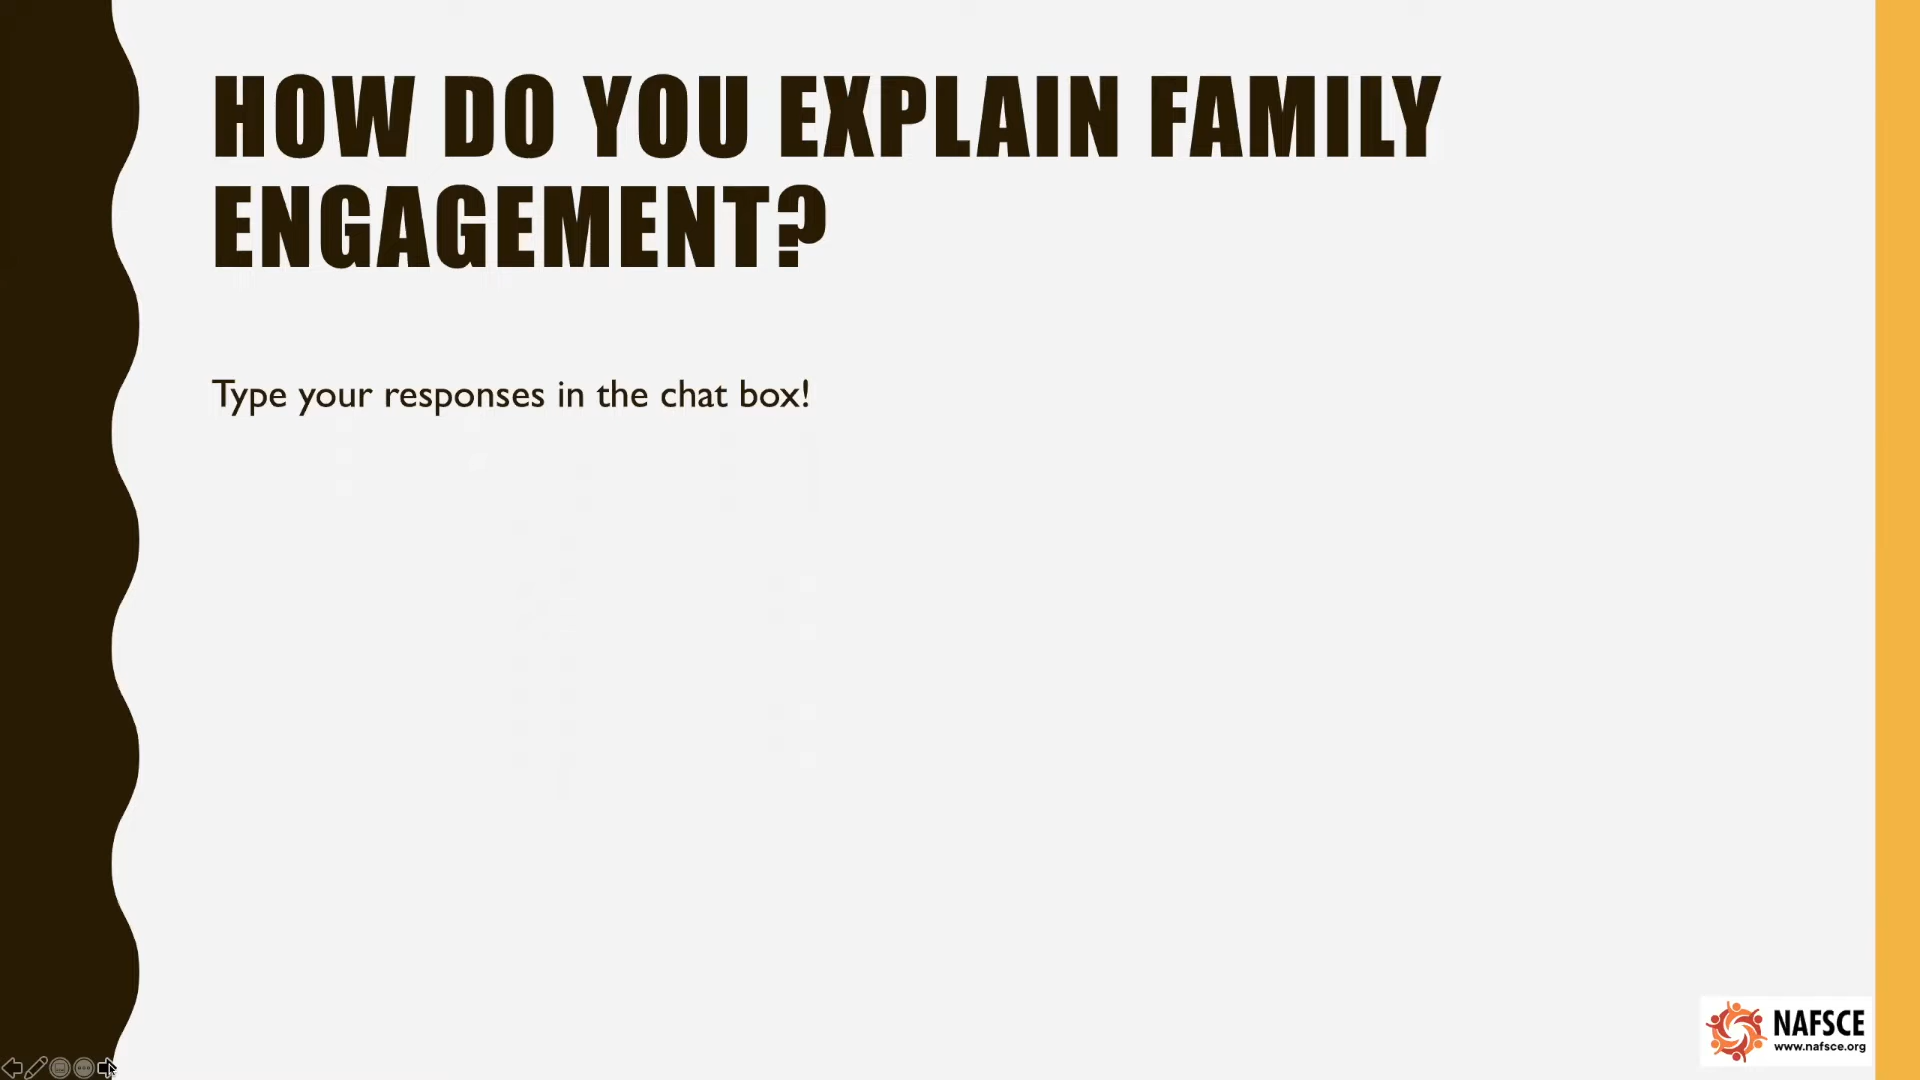 HOW DO YOU EXPLAIN FAMILY
ENGAGEMENT?
Type your responses in the chat box!
NAFSCE
www.nafsce.org